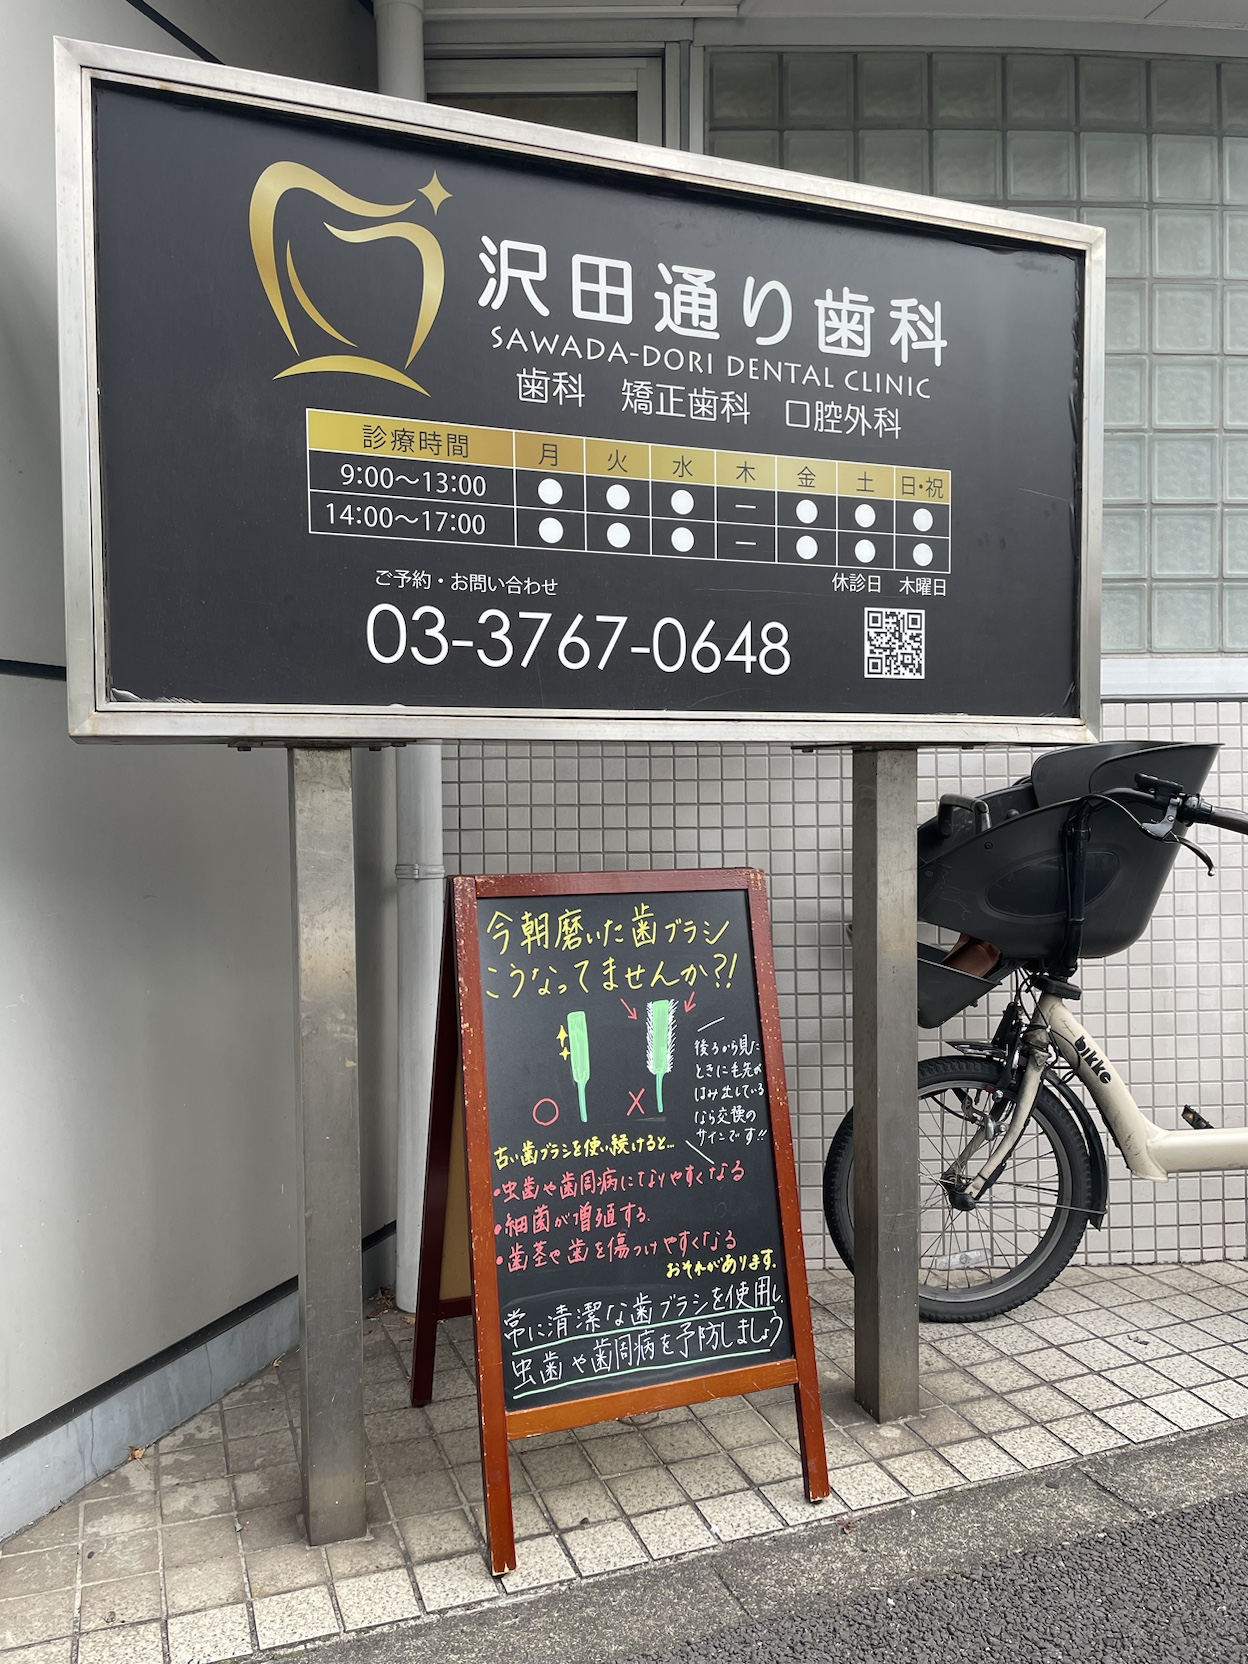 沢田通り歯科
SAWADA-DORI DENTAL CLINIC
歯科 矯正歯科 口腔外科
診療時間 月 火 水 木 金 土 日・祝
9:00〜13:00 ● ● ● － ● ● ●
14:00〜17:00 ● ● ● － ● ● ●
休診日 木曜日
ご予約・お問い合わせ
03-3767-0648
今朝磨いた歯ブラシ
こうなってませんか?!
○ ×
後ろから見た
ときに毛先が
はみ出している
なら交換の
サインです!!
古い歯ブラシを使い続けると...
・虫歯や歯周病になりやすくなる
・細菌が増殖する.
・歯茎や歯を傷つけやすくなる
おそれがあります.
常に清潔な歯ブラシを使用し、
虫歯や歯周病を予防しましょう
bikke